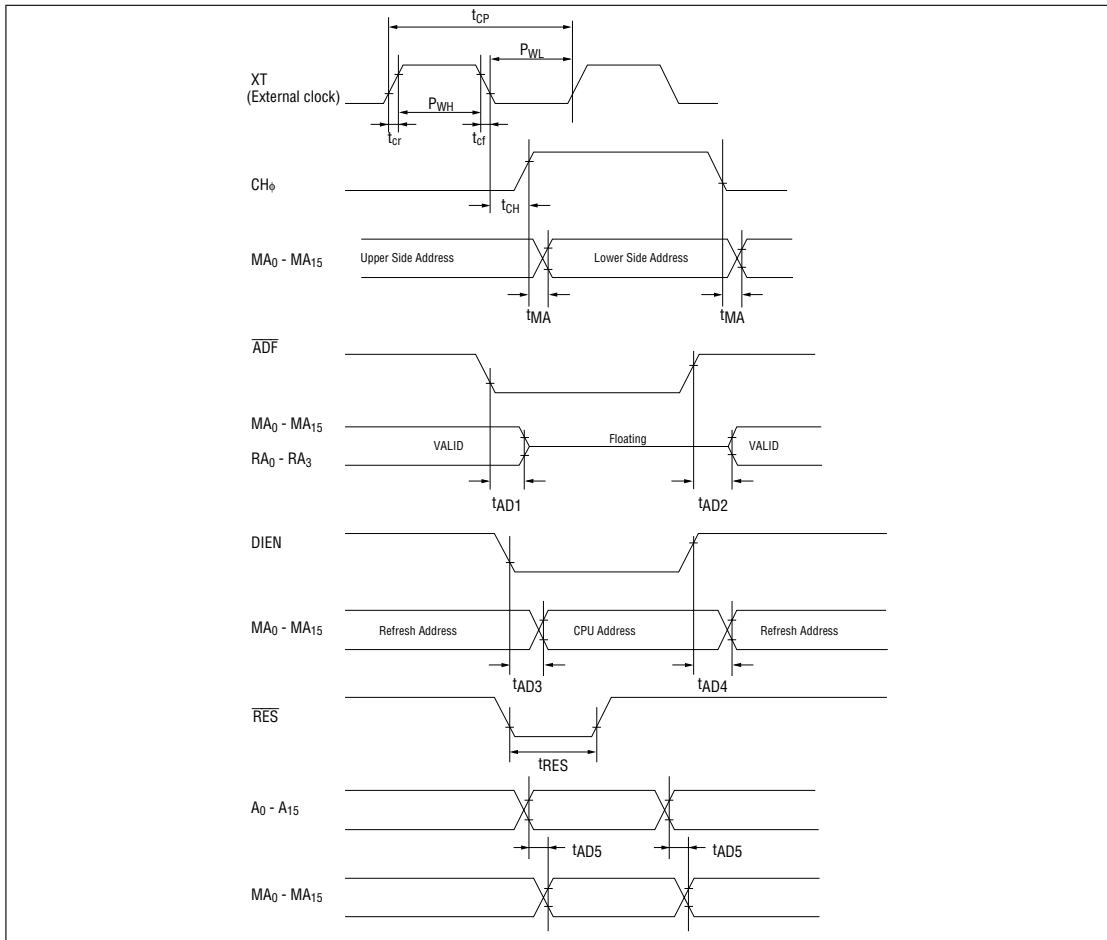 tCP
PWL
XT
(External clock)
PWH
tcr
tcf
CHϕ
tCH
MA0 - MA15
Upper Side Address
Lower Side Address
tMA
tMA
ADF
MA0 - MA15
RA0 - RA3
VALID
Floating
VALID
tAD1
tAD2
DIEN
MA0 - MA15
Refresh Address
CPU Address
Refresh Address
tAD3
tAD4
RES
tRES
A0 - A15
tAD5
tAD5
MA0 - MA15